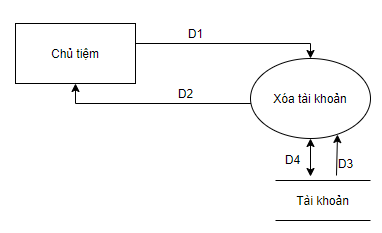 D1
Chủ tiệm
D2
Xóa tài khoản
D4
D3
Tài khoản